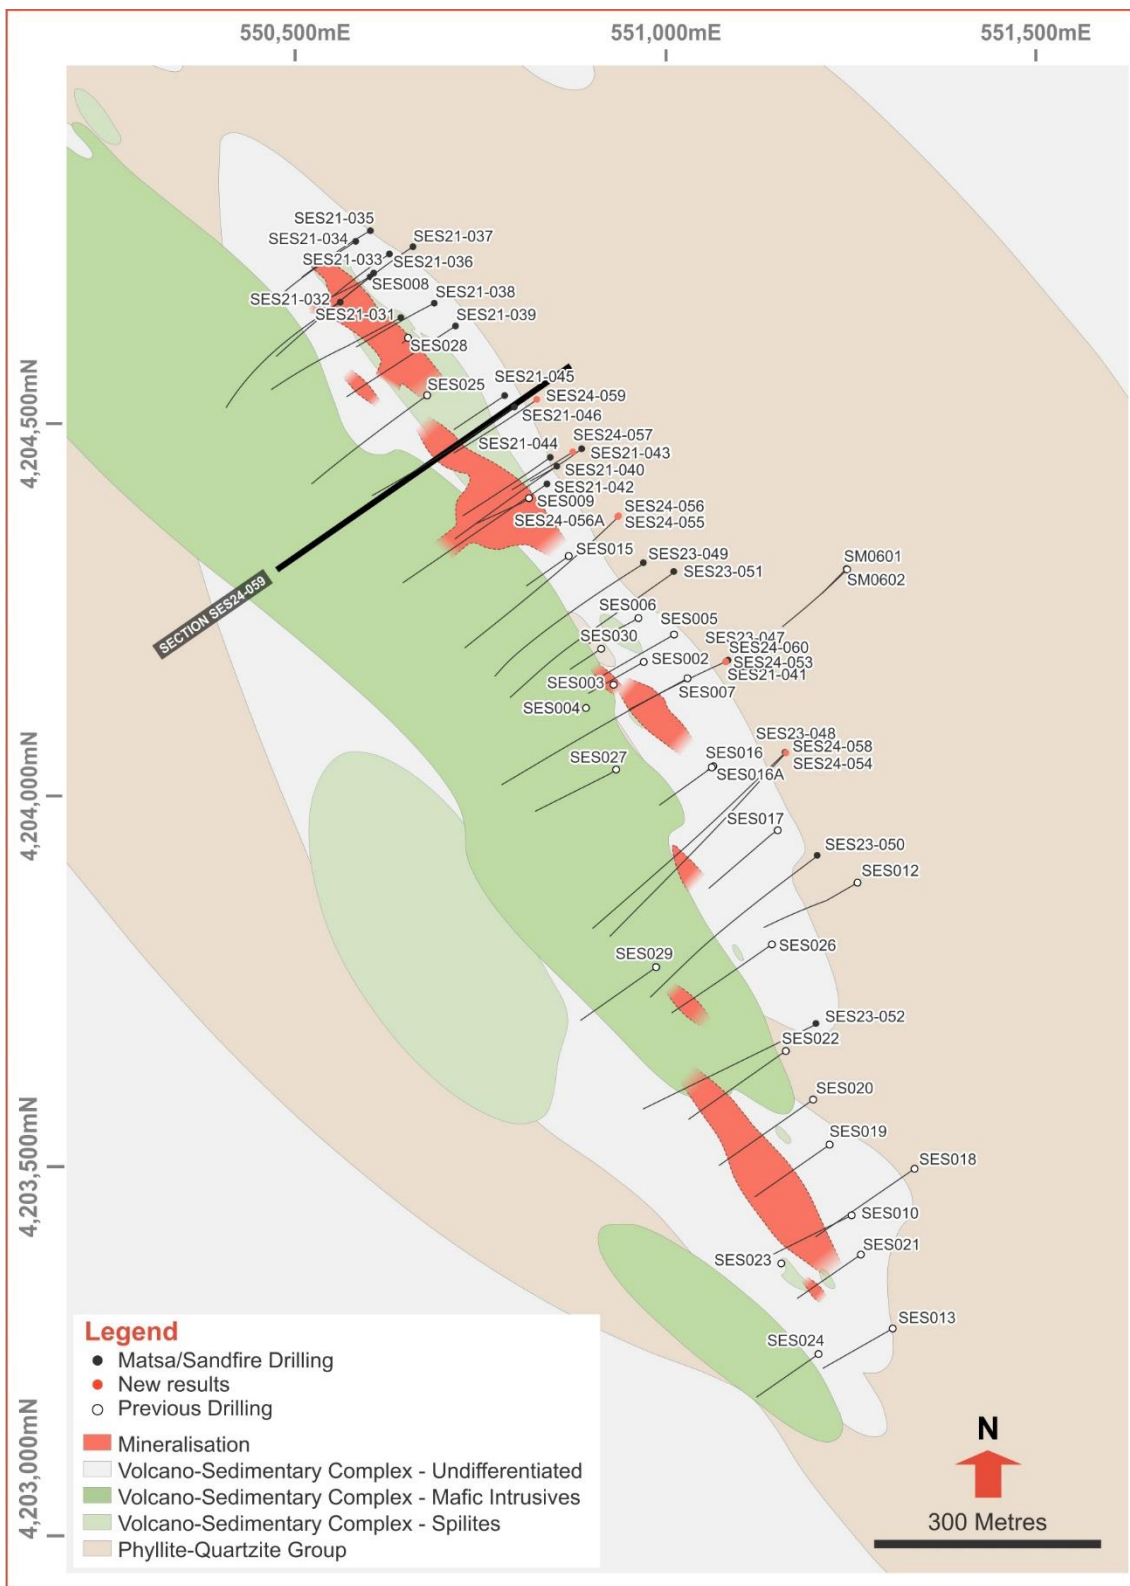 550,500mE
551,000mE
551,500mE
4,204,500mN
4,204,000mN
4,203,500mN
4,203,000mN
SES21-035
SES21-034
SES21-037
SES21-033
SES21-036
SES008
SES21-032
SES21-038
SES21-031
SES21-039
SES028
SES025
SES21-045
SES24-059
SES21-046
SES24-057
SES21-044
SES21-043
SES21-040
SES21-042
SES009
SES24-056
SES24-056A
SES24-055
SES015
SES23-049
SES23-051
SM0601
SM0602
SECTION SES24-059
SES006
SES005
SES030
SES23-047
SES24-060
SES002
SES24-053
SES21-041
SES003
SES007
SES004
SES23-048
SES24-058
SES24-054
SES027
SES016
SES016A
SES017
SES23-050
SES012
SES026
SES029
SES23-052
SES022
SES020
SES019
SES018
SES010
SES021
SES023
SES013
SES024
Legend
Matsa/Sandfire Drilling
New results
Previous Drilling
Mineralisation
Volcano-Sedimentary Complex - Undifferentiated
Volcano-Sedimentary Complex - Mafic Intrusives
Volcano-Sedimentary Complex - Spilites
Phyllite-Quartzite Group
N
300 Metres